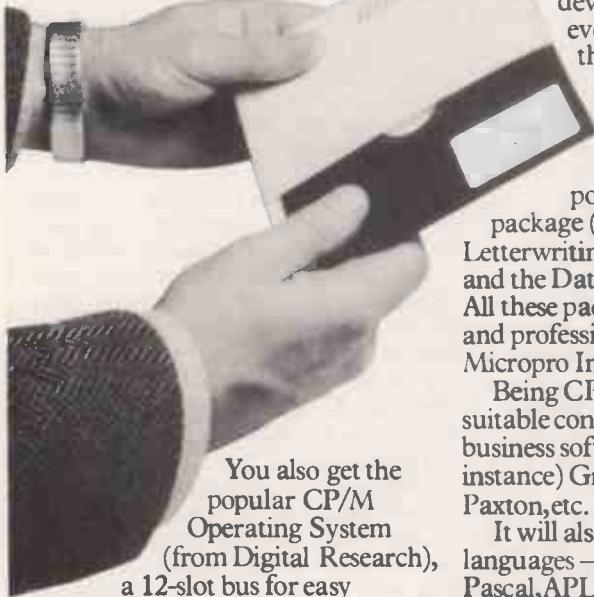 You also get the
popular CP/M
Operating System
(from Digital Research),
a 12-slot bus for easy
dev
eve
th
po
package (
Letterwriting
and the Dat
All these pac
and professi
Micropro In
Being CP
suitable con
business soft
instance) Gr
Paxton, etc.
It will als
languages —
Pascal, APL